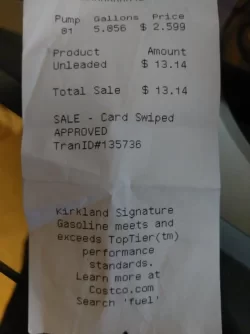 Pump Gallons Price
01 5.056 $ 2.599
Product Amount
Unleaded $ 13.14
Total Sale $ 13.14
SALE - Card Swiped
APPROVED
TranID#135736
Kirkland Signature
Gasoline meets and
exceeds TopTier(tm)
performance
standards.
Learn more at
Costco.com
Search 'fuel'